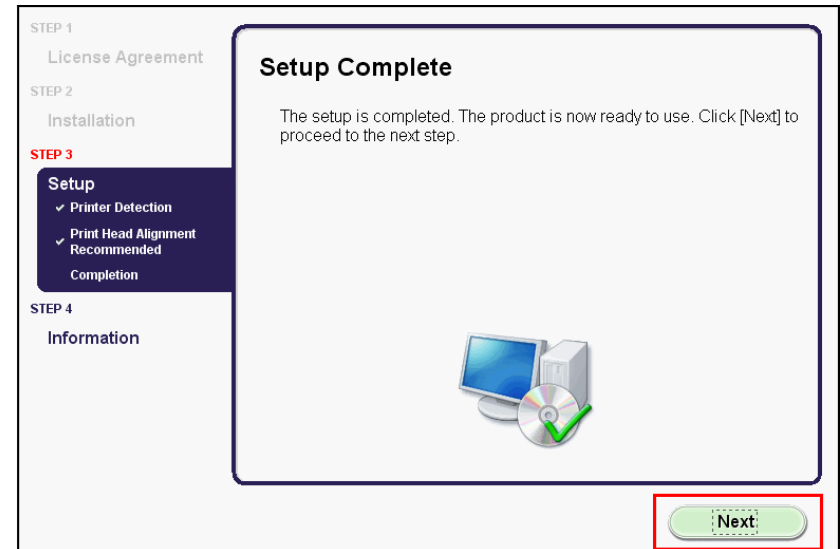 STEP 1
License Agreement
STEP 2
Installation
STEP 3
Setup
Printer Detection
Print Head Alignment
Recommended
Completion
STEP 4
Information
Setup Complete
The setup is completed. The product is now ready to use. Click [Next] to
proceed to the next step.
Next